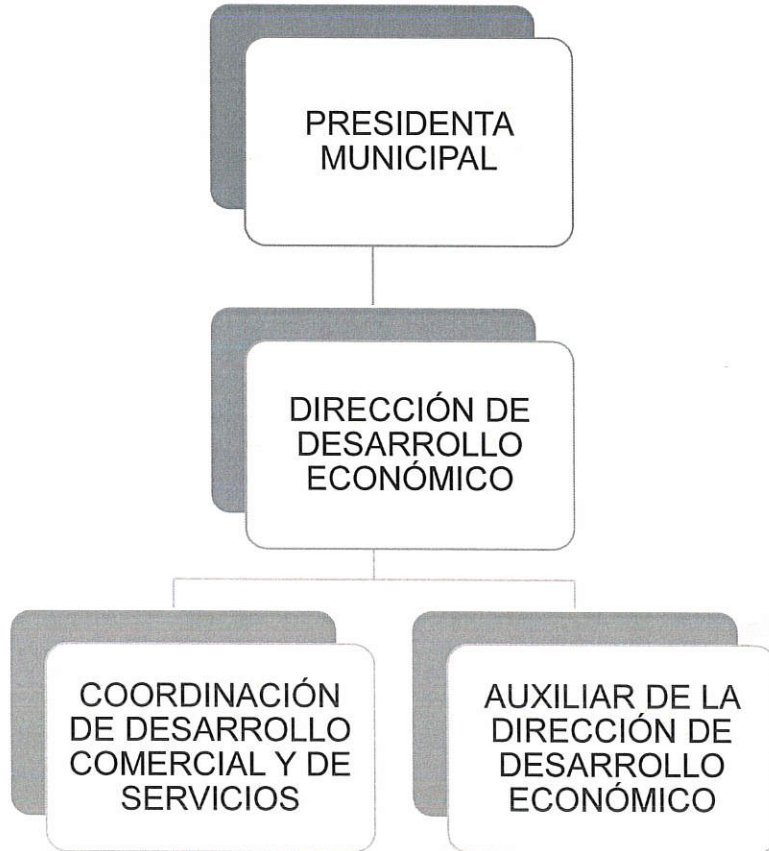 PRESIDENTA
MUNICIPAL
DIRECCIÓN DE
DESARROLLO
ECONÓMICO
COORDINACIÓN
DE DESARROLLO
COMERCIAL Y DE
SERVICIOS
AUXILIAR DE LA
DIRECCIÓN DE
DESARROLLO
ECONÓMICO